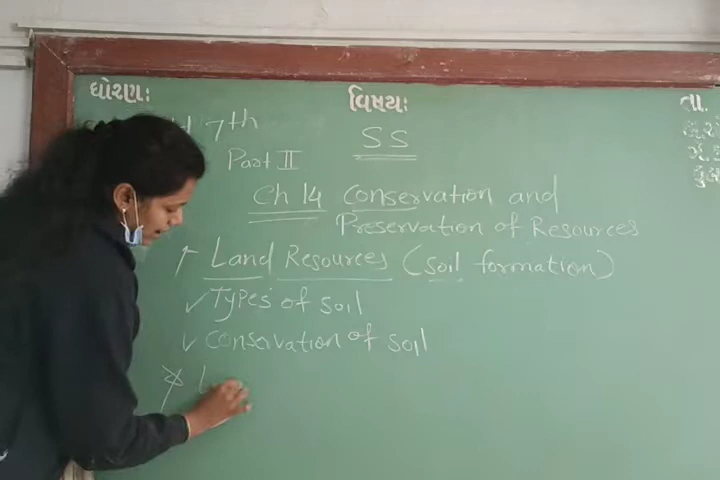 ધોરણ: વિષય: તા.
7th SS
Part II
Ch 14 Conservation and
Preservation of Resources
Land Resources (soil formation)
✓ Types of soil
✓ Conservation of soil